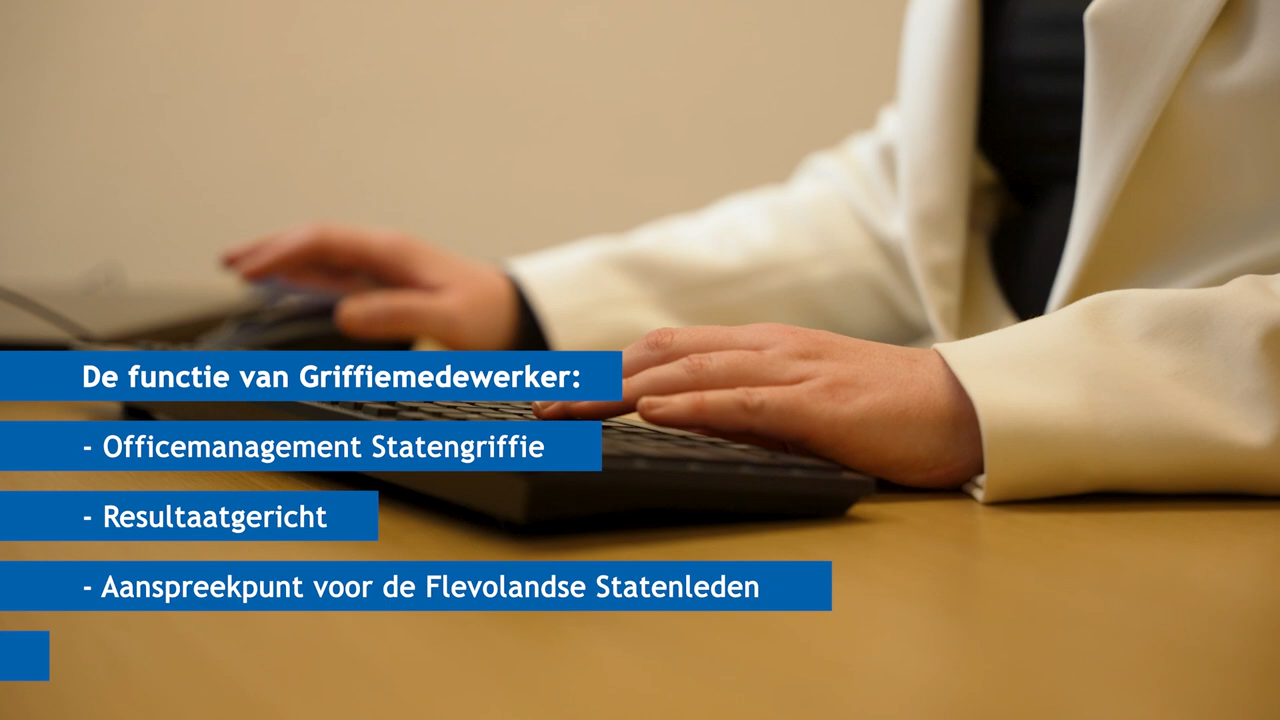 De functie van Griffiemedewerker:
- Officemanagement Statengriffie
- Resultaatgericht
- Aanspreekpunt voor de Flevolandse Statenleden